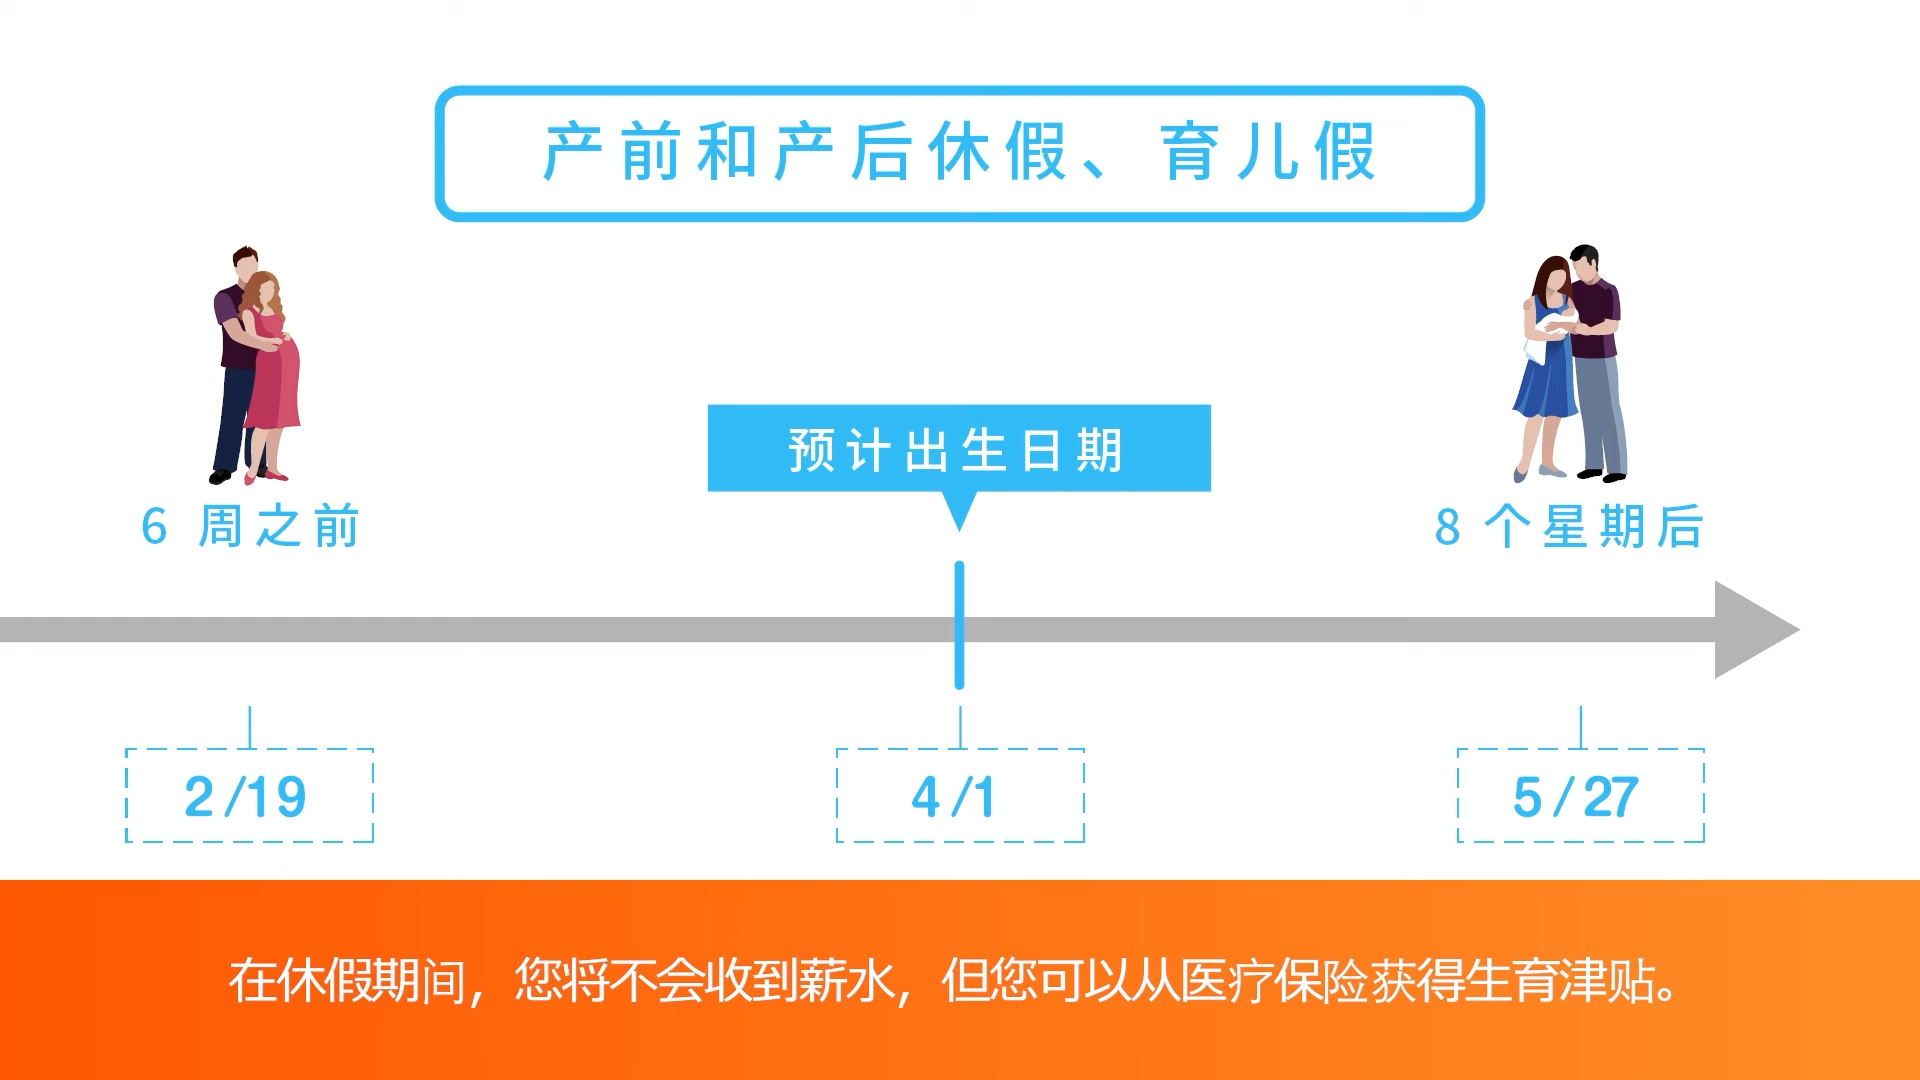 产前和产后休假、育儿假
预计出生日期
6 周之前
8 个星期后
2/19
4/1
5/27
在休假期间，您将不会收到薪水，但您可以从医疗保险获得生育津贴。